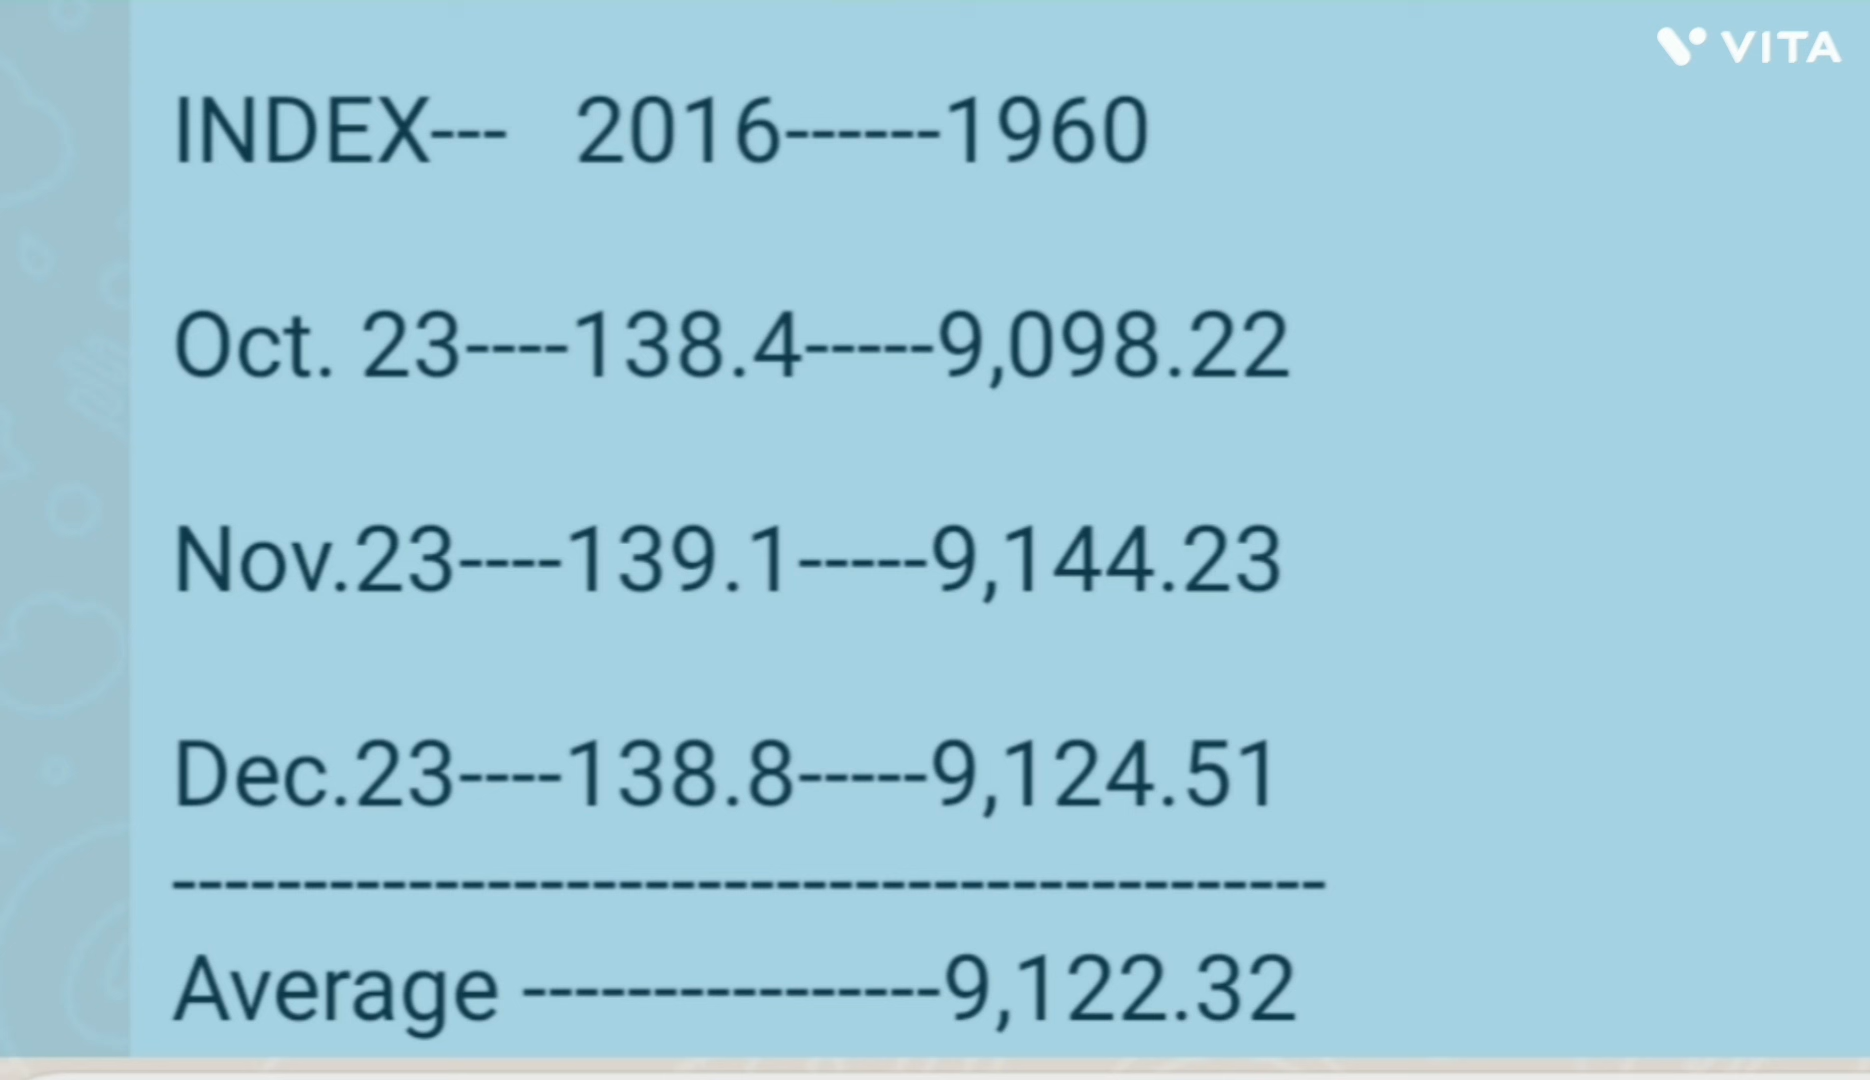 VITA
INDEX--- 2016------1960
Oct. 23----138.4-----9,098.22
Nov.23----139.1-----9,144.23
Dec.23----138.8-----9,124.51
--------------------------------------------
Average ----------------9,122.32